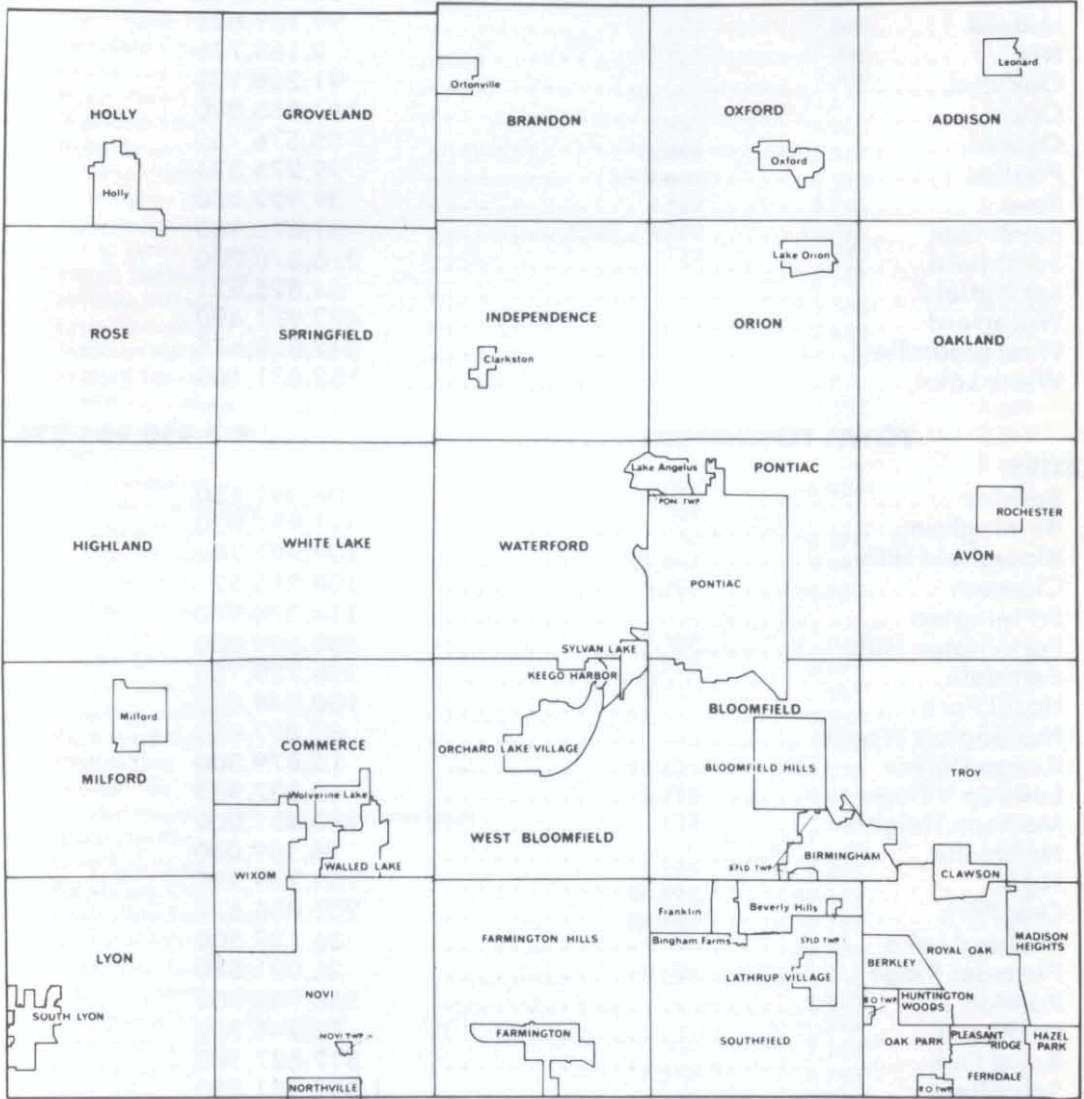 Leonard
Ortonville
HOLLY
GROVELAND
BRANDON
OXFORD
ADDISON
Oxford
Holly
Lake Orion
ROSE
SPRINGFIELD
INDEPENDENCE
ORION
OAKLAND
Clarkston
Lake Angelus
PONTIAC
PON TWP
ROCHESTER
HIGHLAND
WHITE LAKE
WATERFORD
AVON
PONTIAC
SYLVAN LAKE
KEEGO HARBOR
Milford
BLOOMFIELD
COMMERCE
ORCHARD LAKE VILLAGE
MILFORD
BLOOMFIELD HILLS
TROY
Wolverine Lake
WEST BLOOMFIELD
BIRMINGHAM
WALLED LAKE
BFLD TWP
CLAWSON
WIXOM
Franklin
Beverly Hills
FARMINGTON HILLS
Bingham Farms
SFLD TWP
MADISON
HEIGHTS
ROYAL OAK
LYON
BERKLEY
LATHRUP VILLAGE
NOVI
R O TWP
HUNTINGTON
WOODS
SOUTH LYON
NOVI TWP
FARMINGTON
SOUTHFIELD
OAK PARK
PLEASANT
RIDGE
HAZEL
PARK
FERNDALE
NORTHVILLE
R O TWP